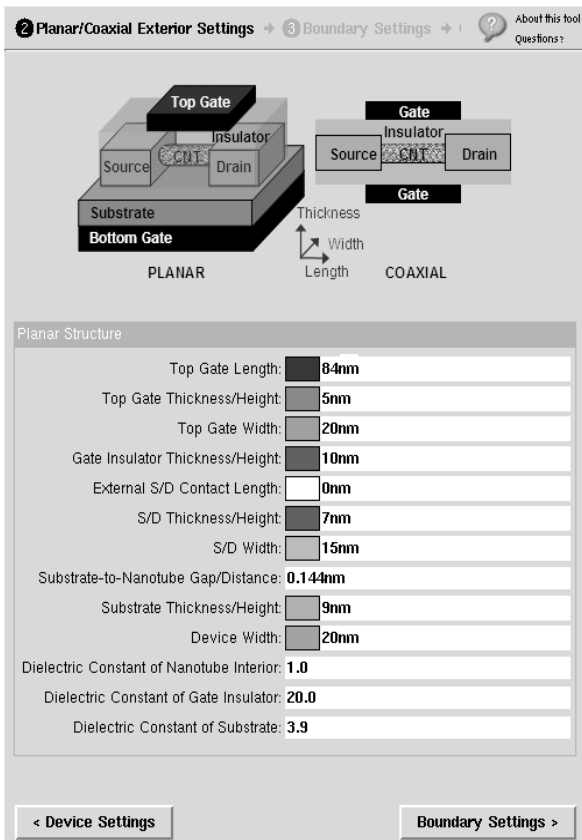 2 Planar/Coaxial Exterior Settings → 3 Boundary Settings → (
? About this tool
Questions?
Top Gate
Insulator
Source
CNT
Drain
Substrate
Bottom Gate
PLANAR
Thickness
Width
Length
Gate
Insulator
Source
CNT
Drain
Gate
COAXIAL
Planar Structure
Top Gate Length: 84nm
Top Gate Thickness/Height: 5nm
Top Gate Width: 20nm
Gate Insulator Thickness/Height: 10nm
External S/D Contact Length: 0nm
S/D Thickness/Height: 7nm
S/D Width: 15nm
Substrate-to-Nanotube Gap/Distance: 0.144nm
Substrate Thickness/Height: 9nm
Device Width: 20nm
Dielectric Constant of Nanotube Interior: 1.0
Dielectric Constant of Gate Insulator: 20.0
Dielectric Constant of Substrate: 3.9
< Device Settings
Boundary Settings >